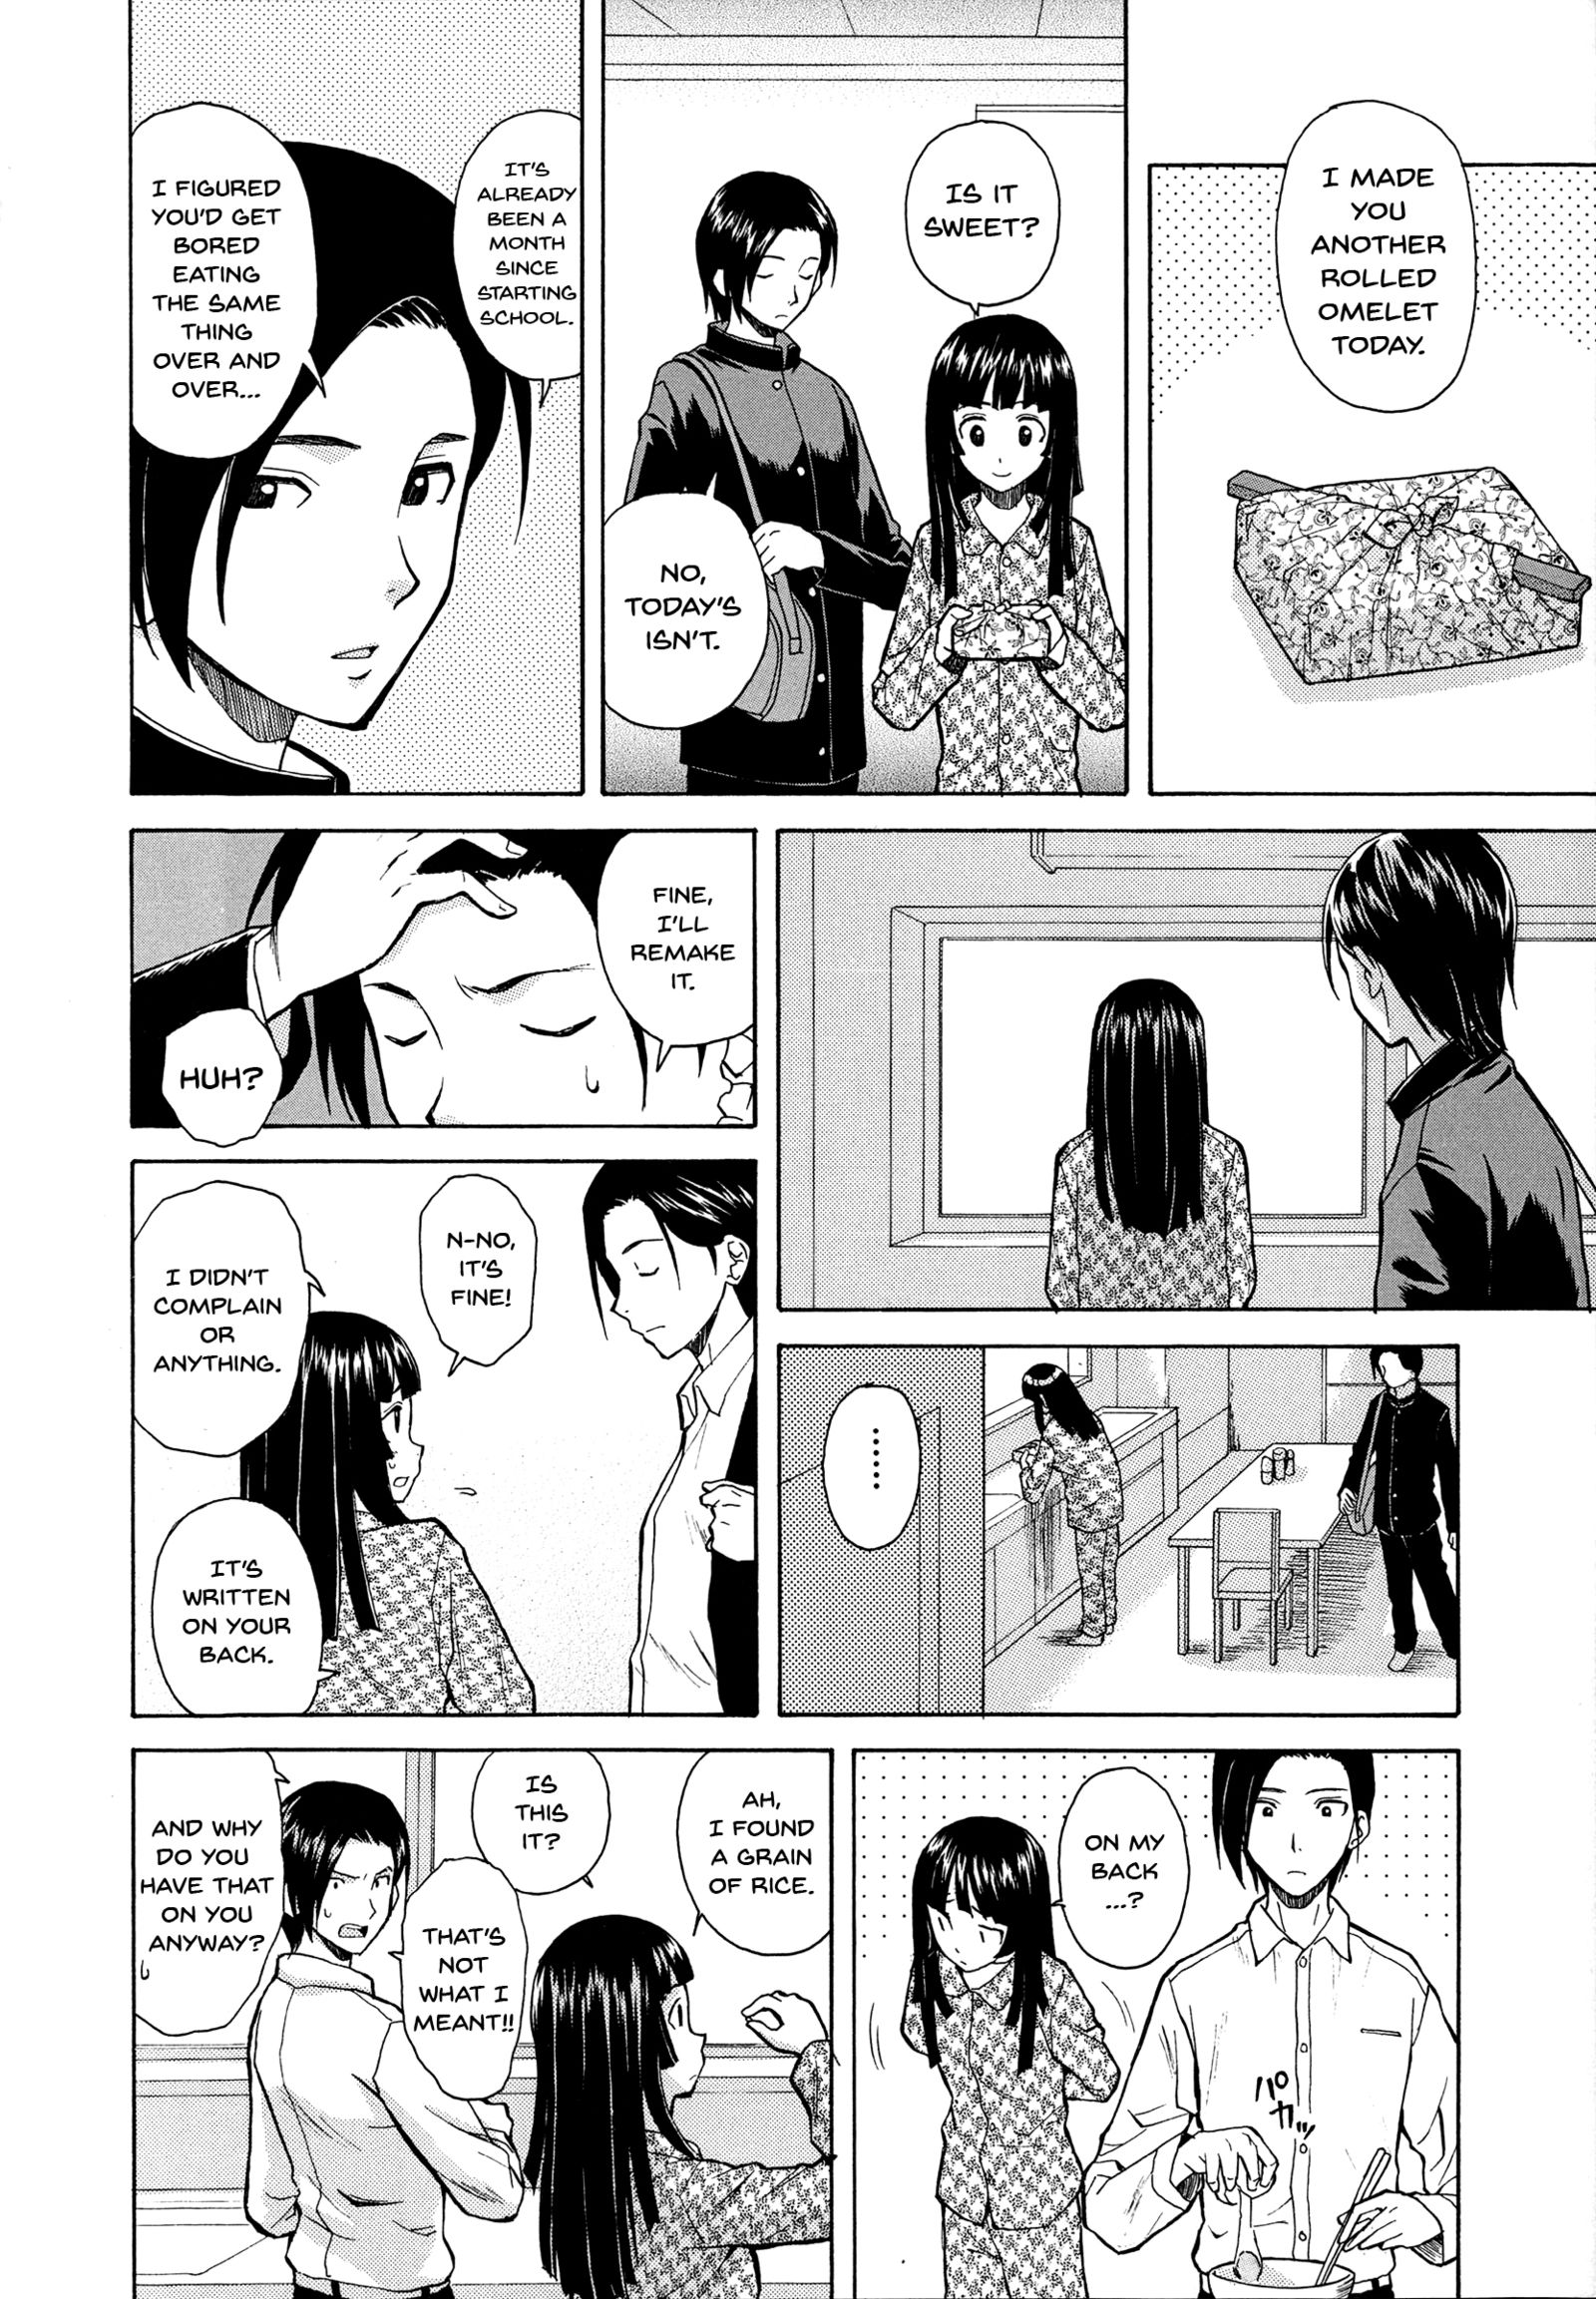 I MADE
YOU
ANOTHER
ROLLED
OMELET
TODAY.
IS IT
SWEET?
NO,
TODAY'S
ISN'T.
IT'S
ALREADY
BEEN A
MONTH
SINCE
STARTING
SCHOOL.
I FIGURED
YOU'D GET
BORED
EATING
THE SAME
THING
OVER AND
OVER...
......
FINE,
I'LL
REMAKE
IT.
HUH?
N-NO,
IT'S
FINE!
I DIDN'T
COMPLAIN
OR
ANYTHING.
IT'S
WRITTEN
ON YOUR
BACK.
ON MY
BACK
...?
パカッ
AH,
I FOUND
A GRAIN
OF RICE.
IS
THIS
IT?
THAT'S
NOT
WHAT I
MEANT!!
AND WHY
DO YOU
HAVE THAT
ON YOU
ANYWAY?